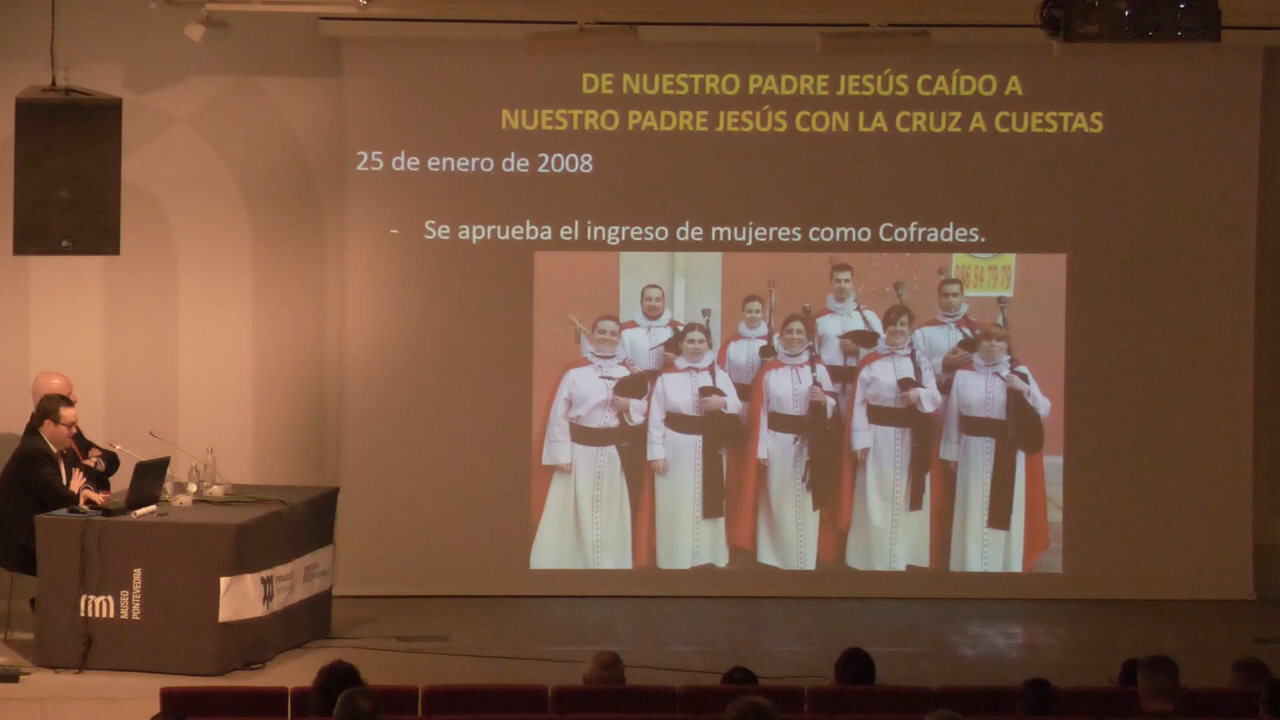 DE NUESTRO PADRE JESÚS CAÍDO A
NUESTRO PADRE JESÚS CON LA CRUZ A CUESTAS
25 de enero de 2008
- Se aprueba el ingreso de mujeres como Cofrades.
986 84 79 79
MUSEO
PONTEVEDRA